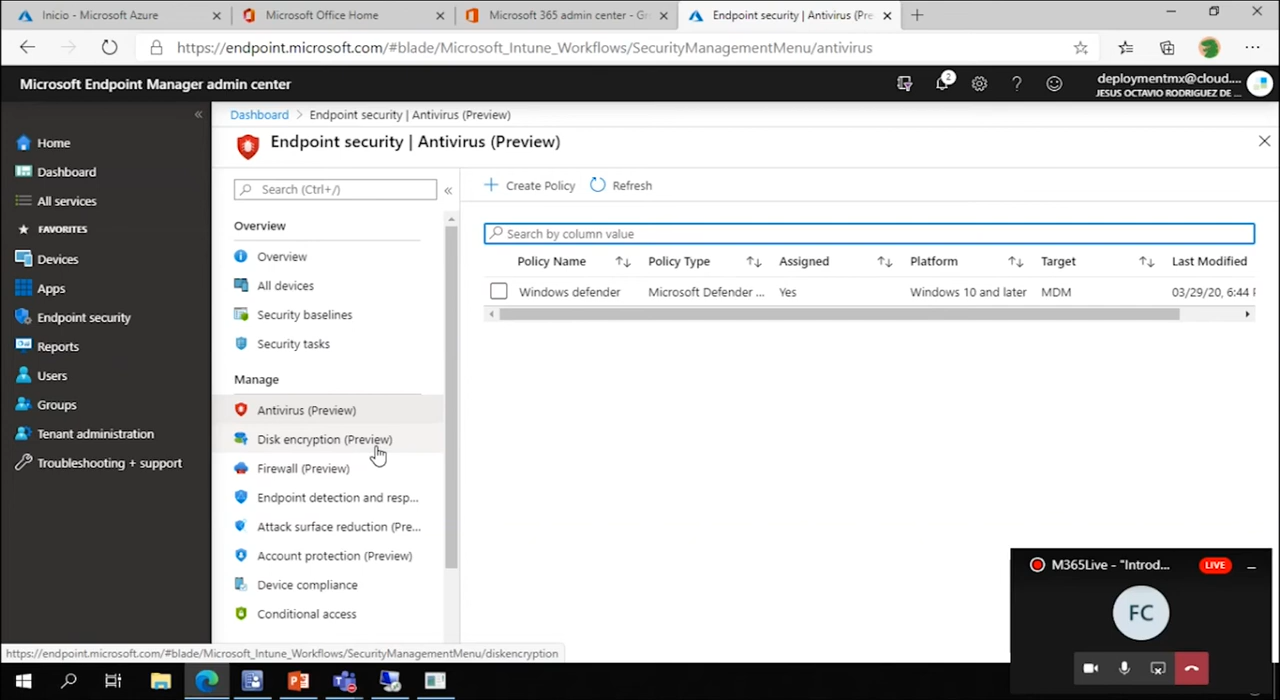 Inicio - Microsoft Azure
Microsoft Office Home
Microsoft 365 admin center - Gr
Endpoint security | Antivirus (Pre
https://endpoint.microsoft.com/#blade/Microsoft_Intune_Workflows/SecurityManagementMenu/antivirus
Microsoft Endpoint Manager admin center
2
deploymentmx@cloud....
JESUS OCTAVIO RODRIGUEZ DE ...
Home
Dashboard
All services
FAVORITES
Devices
Apps
Endpoint security
Reports
Users
Groups
Tenant administration
Troubleshooting + support
Dashboard > Endpoint security | Antivirus (Preview)
Endpoint security | Antivirus (Preview)
Search (Ctrl+/)
Overview
Overview
All devices
Security baselines
Security tasks
Manage
Antivirus (Preview)
Disk encryption (Preview)
Firewall (Preview)
Endpoint detection and resp...
Attack surface reduction (Pre...
Account protection (Preview)
Device compliance
Conditional access
Create Policy Refresh
Search by column value
Policy Name Policy Type Assigned Platform Target Last Modified
Windows defender Microsoft Defender ... Yes Windows 10 and later MDM 03/29/20, 6:44 P
M365Live - "Introd... LIVE
FC
https://endpoint.microsoft.com/#blade/Microsoft_Intune_Workflows/SecurityManagementMenu/diskencryption